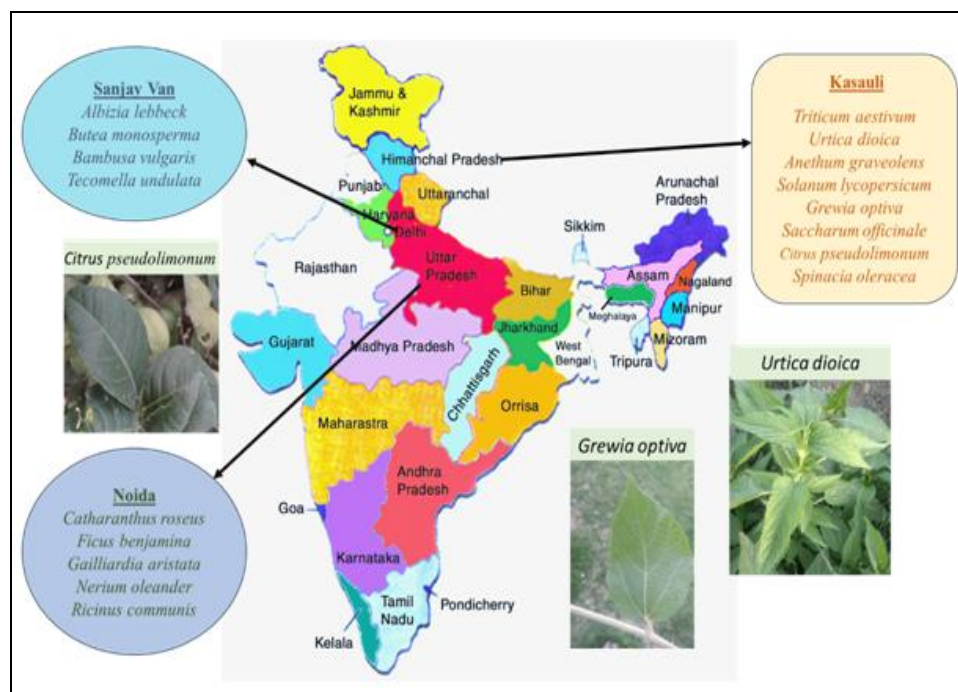 Sanjay Van
Albizia lebbeck
Butea monosperma
Bambusa vulgaris
Tecomella undulata
Kasauli
Triticum aestivum
Urtica dioica
Anethum graveolens
Solanum lycopersicum
Grewia optiva
Saccharum officinale
Citrus pseudolimonum
Spinacia oleracea
Jammu &
Kashmir
Himanchal Pradesh
Punjab
Uttaranchal
Haryana
Delhi
Arunachal
Pradesh
Sikkim
Rajasthan
Uttar
Pradesh
Assam
Nagaland
Bihar
Meghalaya
Manipur
Jharkhand
Gujarat
Madhya Pradesh
West
Bengal
Tripura
Mizoram
Chhattisgarh
Orrisa
Maharastra
Andhra
Pradesh
Goa
Karnataka
Tamil
Nadu
Pondicherry
Kelala
Citrus pseudolimonum
Urtica dioica
Grewia optiva
Noida
Catharanthus roseus
Ficus benjamina
Gailliardia aristata
Nerium oleander
Ricinus communis